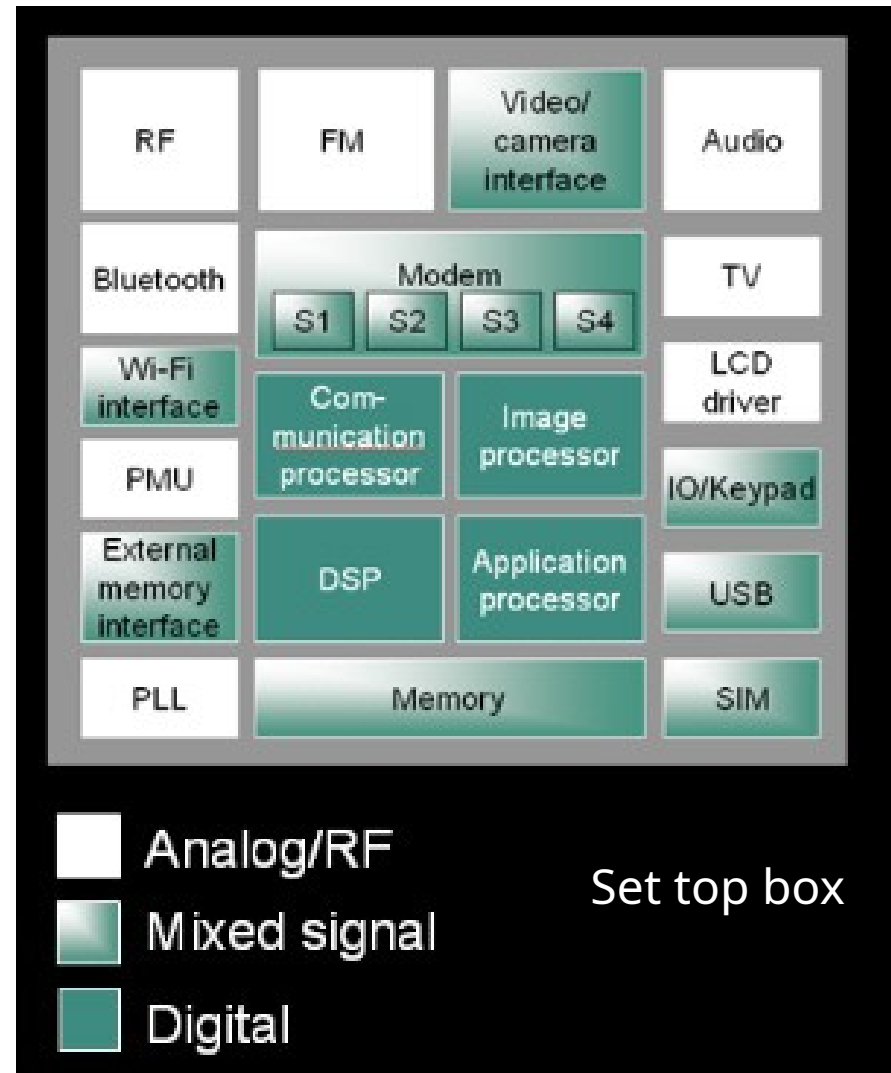 RF
FM
Video/
camera
interface
Audio
Bluetooth
Modem
S1
S2
S3
S4
TV
Wi-Fi
interface
Com-
munication
processor
Image
processor
LCD
driver
PMU
IO/Keypad
External
memory
interface
DSP
Application
processor
USB
PLL
Memory
SIM
Analog/RF
Set top box
Mixed signal
Digital